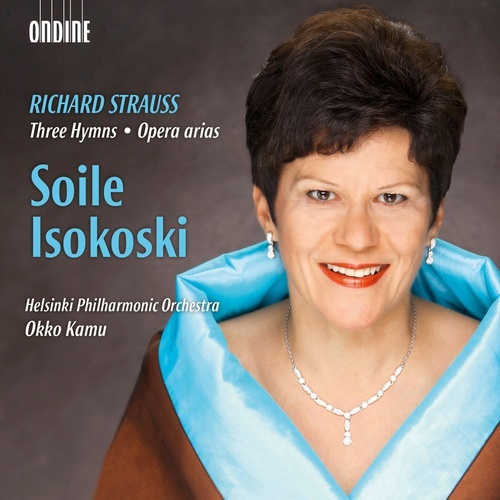 ONDINE
RICHARD STRAUSS
Three Hymns • Opera arias
Soile
Isokoski
Helsinki Philharmonic Orchestra
Okko Kamu